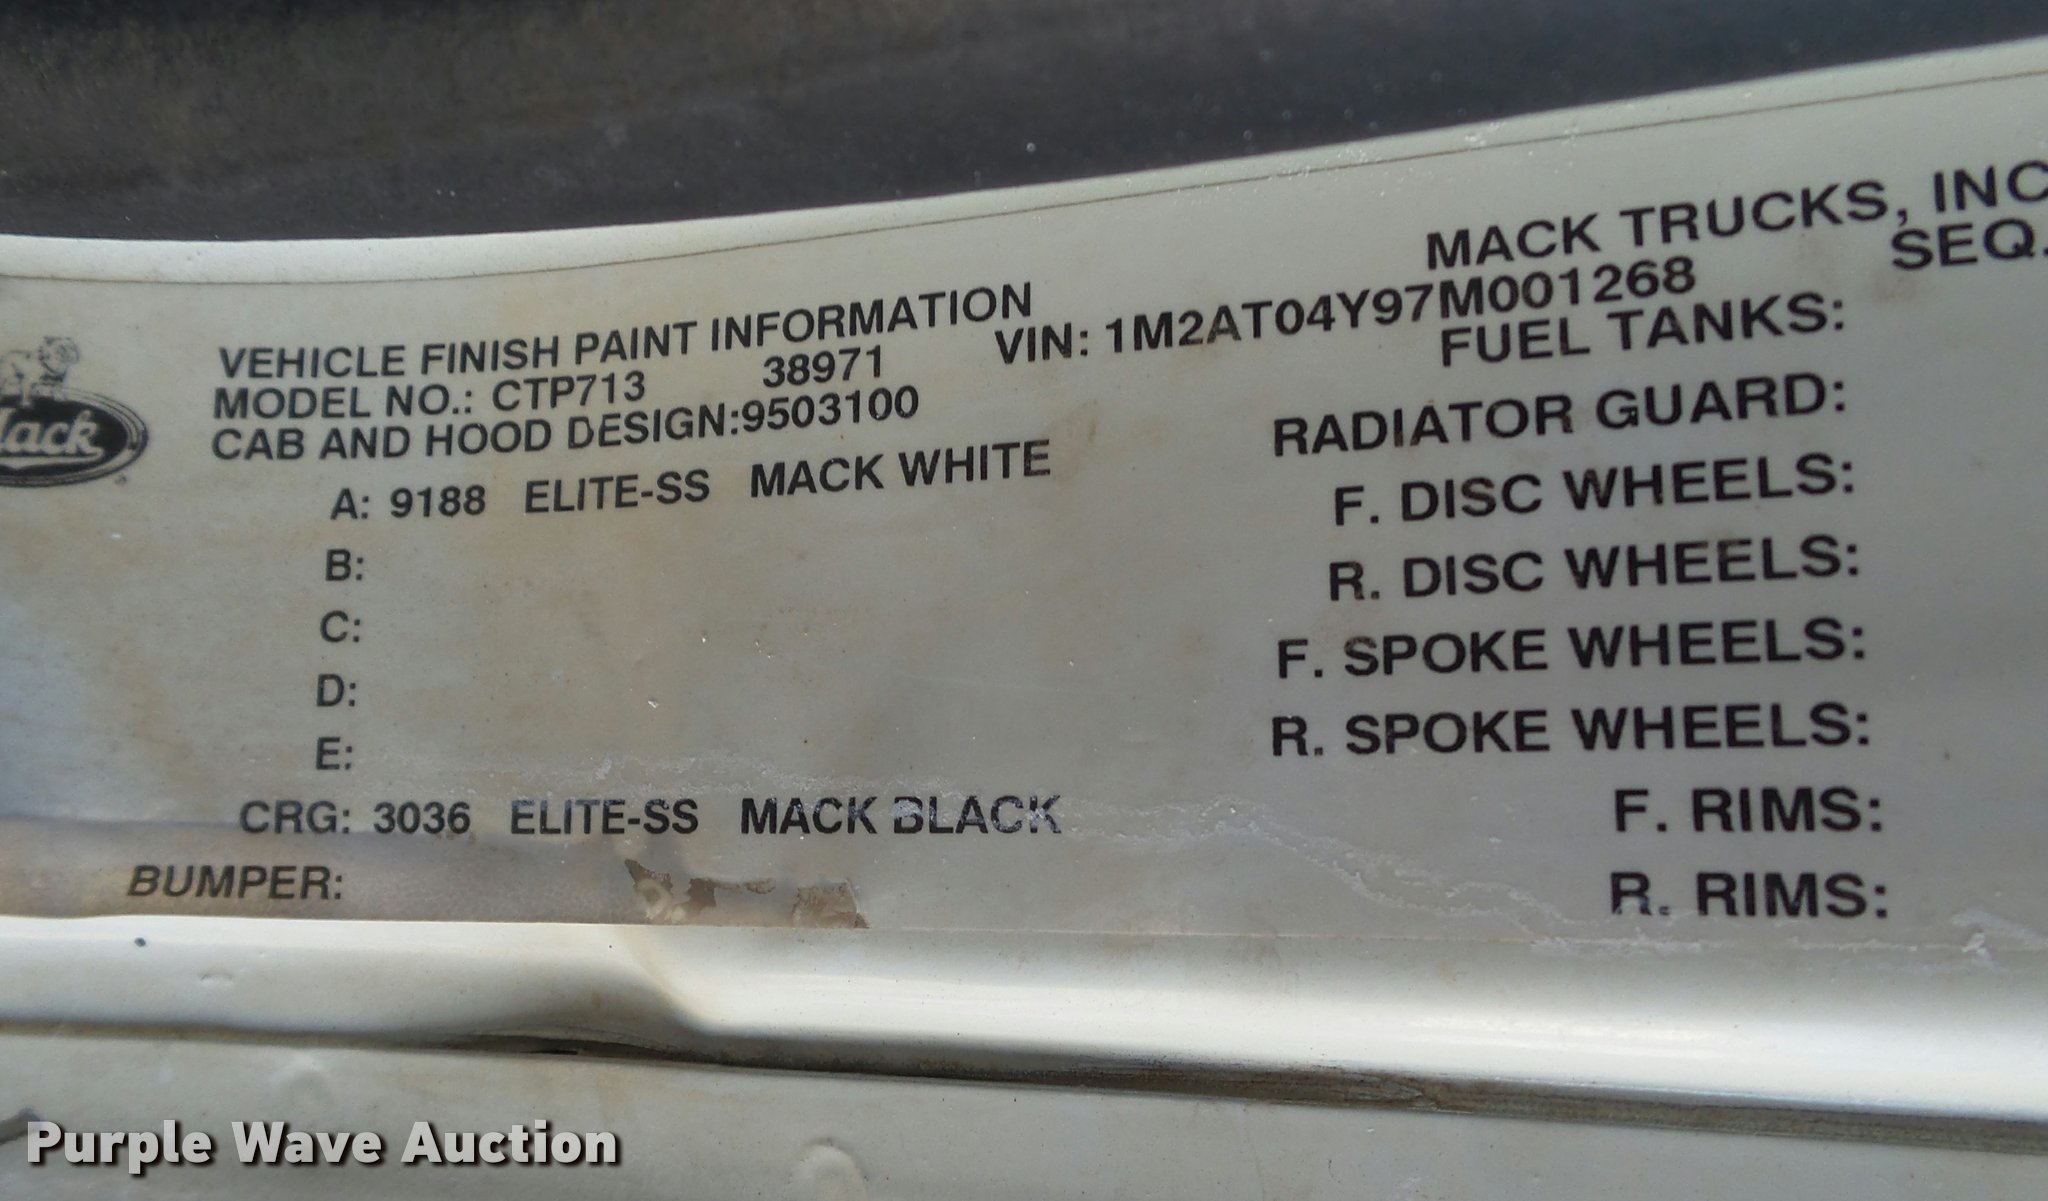 MACK TRUCKS, INC
SEQ.
VEHICLE FINISH PAINT INFORMATION
MODEL NO.: CTP713 38971 VIN: 1M2AT04Y97M001268
CAB AND HOOD DESIGN:9503100
A: 9188 ELITE-SS MACK WHITE
B:
C:
D:
E:
CRG: 3036 ELITE-SS MACK BLACK
BUMPER:
FUEL TANKS:
RADIATOR GUARD:
F. DISC WHEELS:
R. DISC WHEELS:
F. SPOKE WHEELS:
R. SPOKE WHEELS:
F. RIMS:
R. RIMS:
Mack
Purple Wave Auction